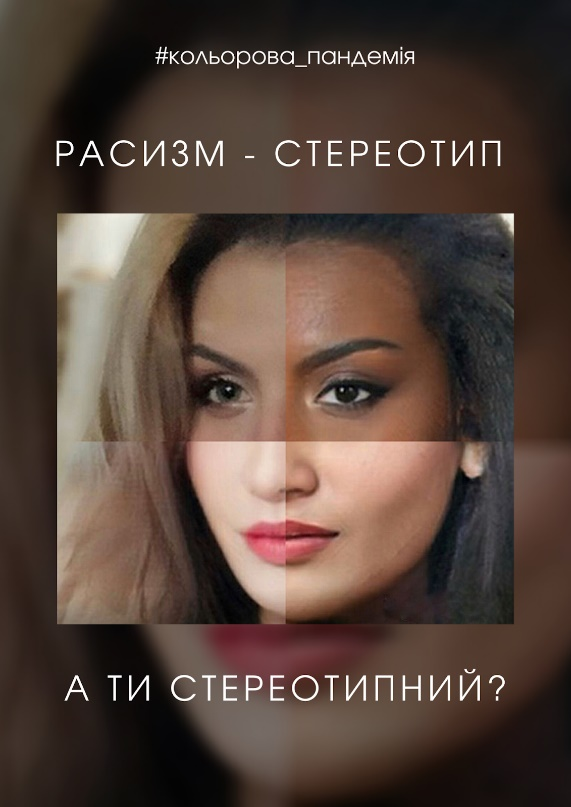 #кольорова_пандемія
РАСИЗМ - СТЕРЕОТИП
А ТИ СТЕРЕОТИПНИЙ?